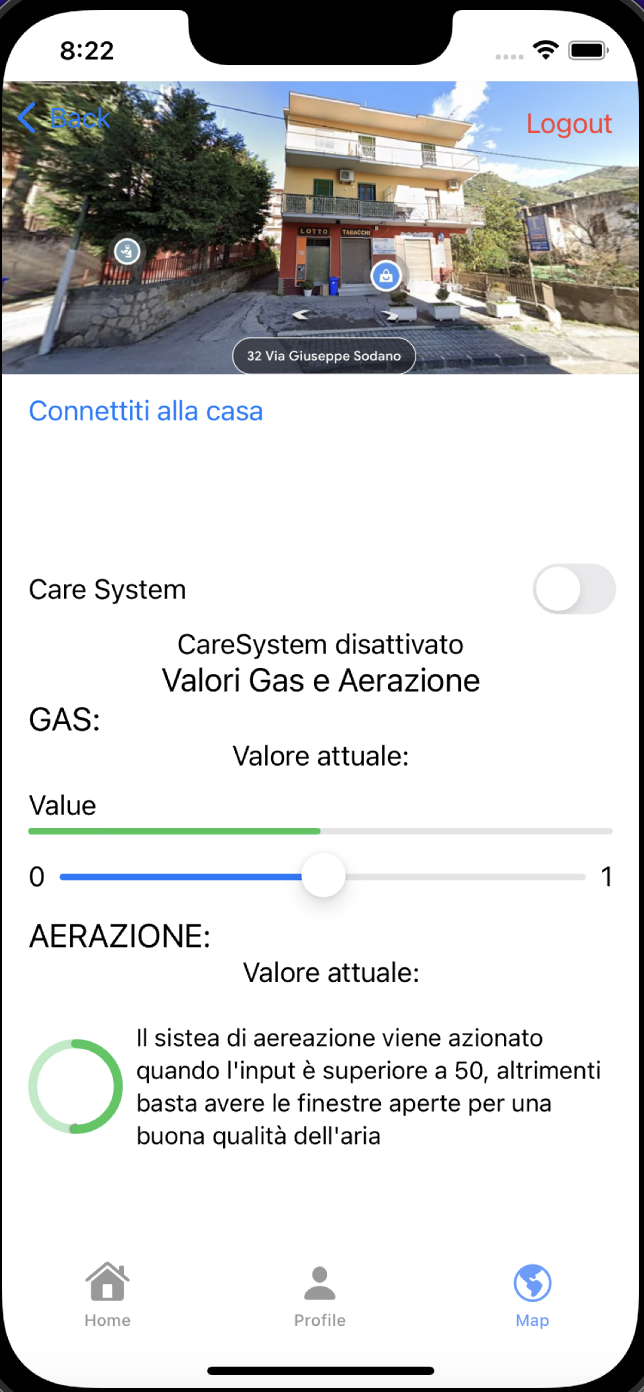 8:22
Back
Logout
LOTTO
TABACCHI
32 Via Giuseppe Sodano
Connettiti alla casa
Care System
CareSystem disattivato
Valori Gas e Aerazione
GAS:
Valore attuale:
Value
0
1
AERAZIONE:
Valore attuale:
Il sistea di aereazione viene azionato
quando l'input è superiore a 50, altrimenti
basta avere le finestre aperte per una
buona qualità dell'aria
Home
Profile
Map